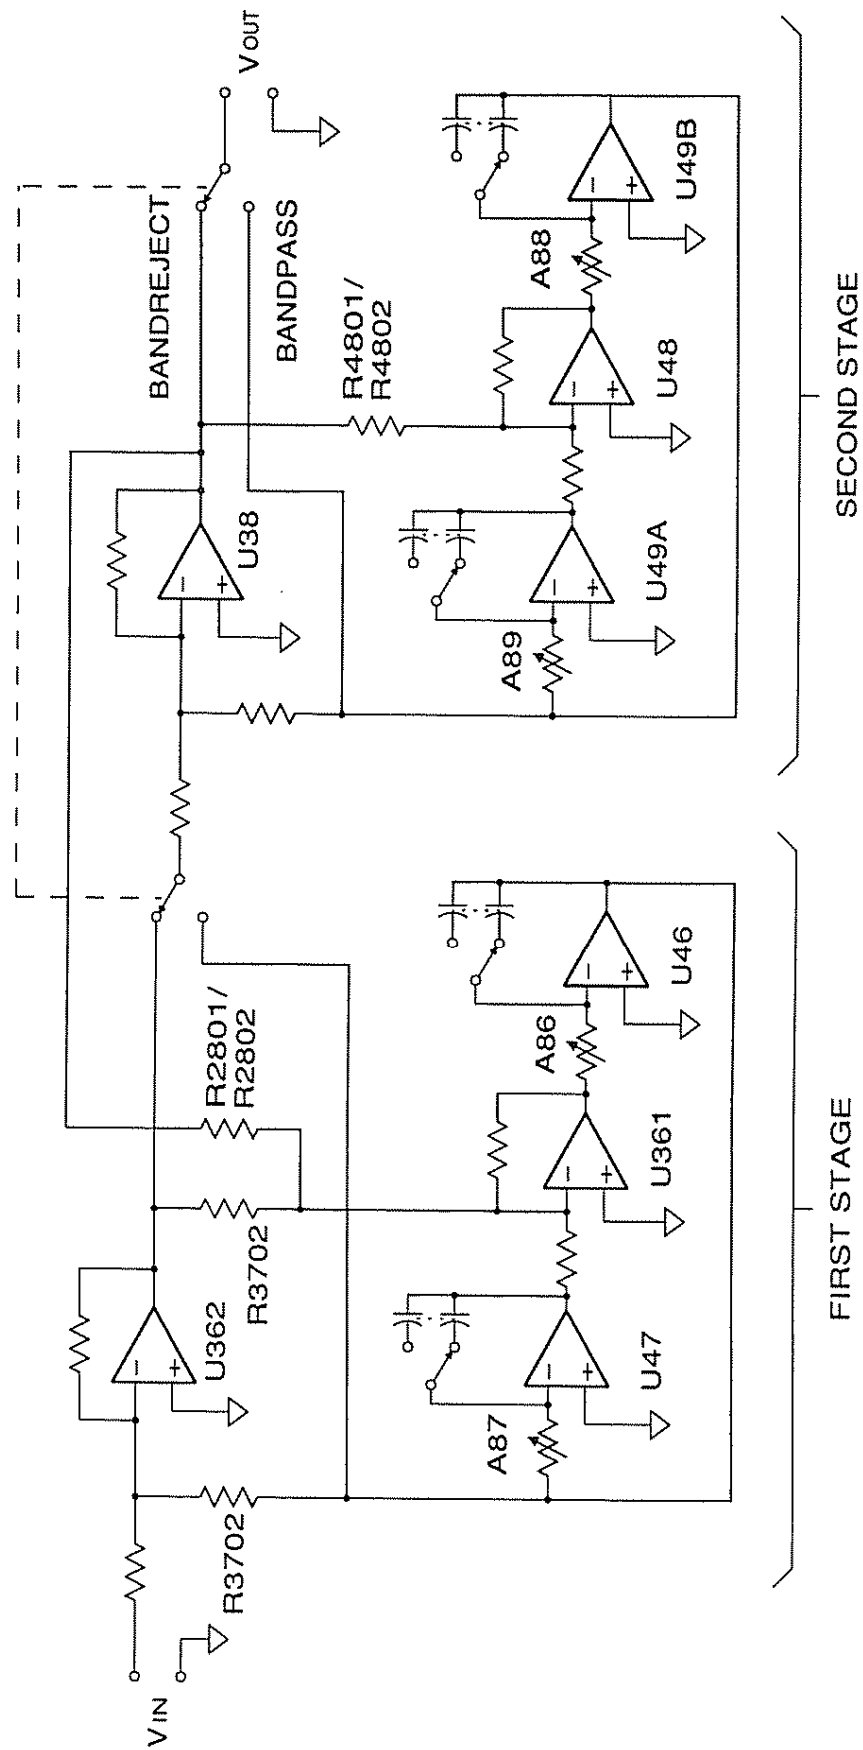 VIN
R3702
U362
R3702
R2801/
R2802
U38
BANDREJECT
BANDPASS
VOUT
R4801/
R4802
A87
U47
U361
A86
U46
A89
U49A
U48
A88
U49B
FIRST STAGE
SECOND STAGE